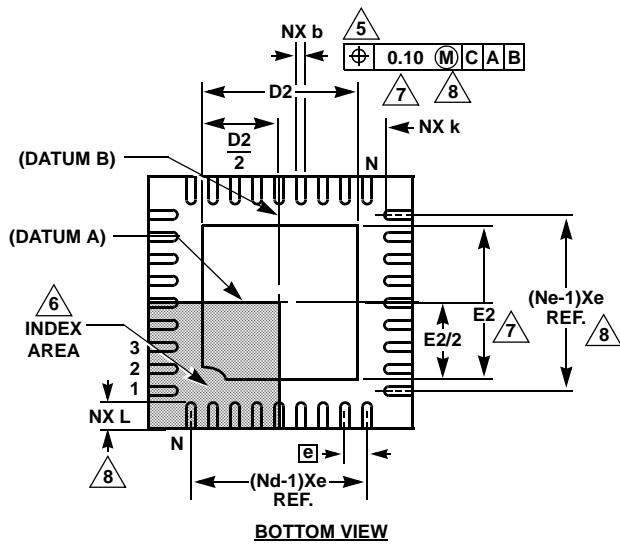 NX b
5
⌖ 0.10 Ⓜ C A B
D2
7
8
D2
2
NX k
(DATUM B)
N
(DATUM A)
6
INDEX
AREA
(Ne-1)Xe
REF.
8
E2
7
E2/2
3
2
1
NX L
8
N
e
(Nd-1)Xe
REF.
BOTTOM VIEW